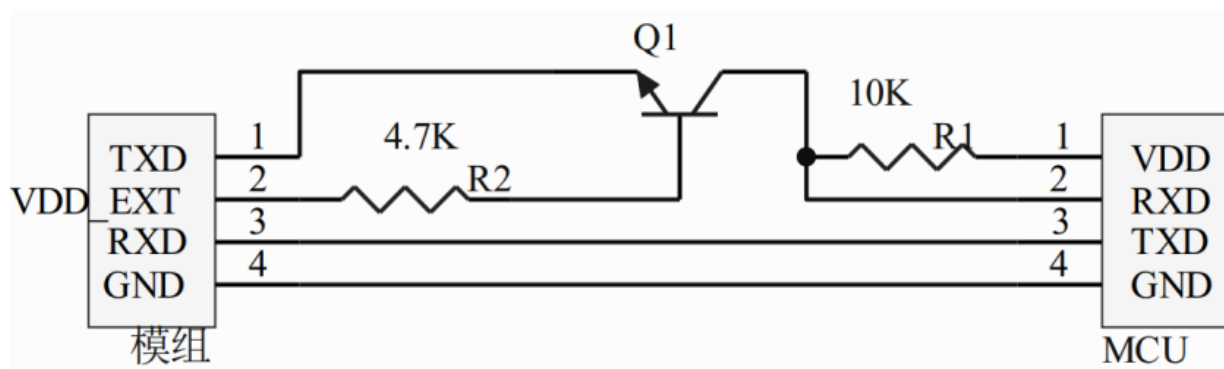 Q1
10K
4.7K
R1
R2
TXD 1
VDD_EXT 2
RXD 3
GND 4
模组
1 VDD
2 RXD
3 TXD
4 GND
MCU